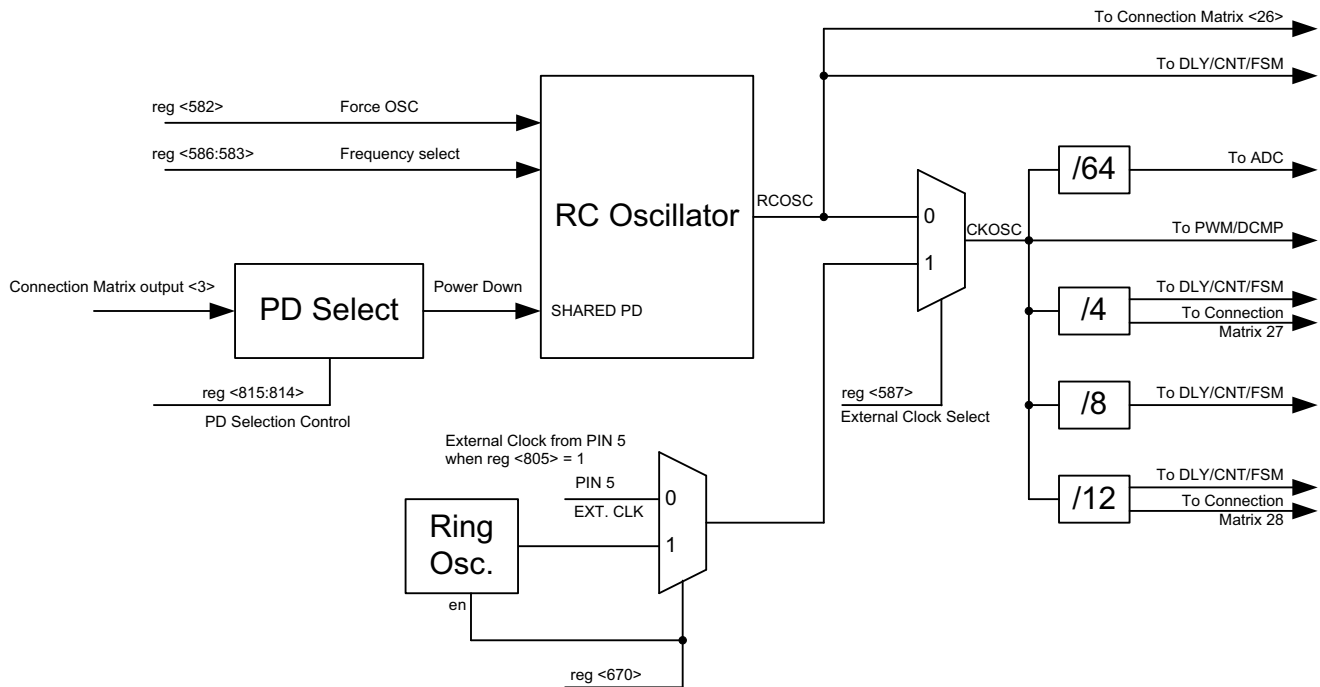 To Connection Matrix <26>
To DLY/CNT/FSM
reg <582> Force OSC
reg <586:583> Frequency select
RC Oscillator
RCOSC
SHARED PD
Connection Matrix output <3>
PD Select
Power Down
reg <815:814>
PD Selection Control
0
1
CKOSC
reg <587>
External Clock Select
/64
To ADC
To PWM/DCMP
/4
To DLY/CNT/FSM
To Connection
Matrix 27
/8
To DLY/CNT/FSM
/12
To DLY/CNT/FSM
To Connection
Matrix 28
External Clock from PIN 5
when reg <805> = 1
PIN 5
EXT. CLK
0
1
Ring
Osc.
en
reg <670>